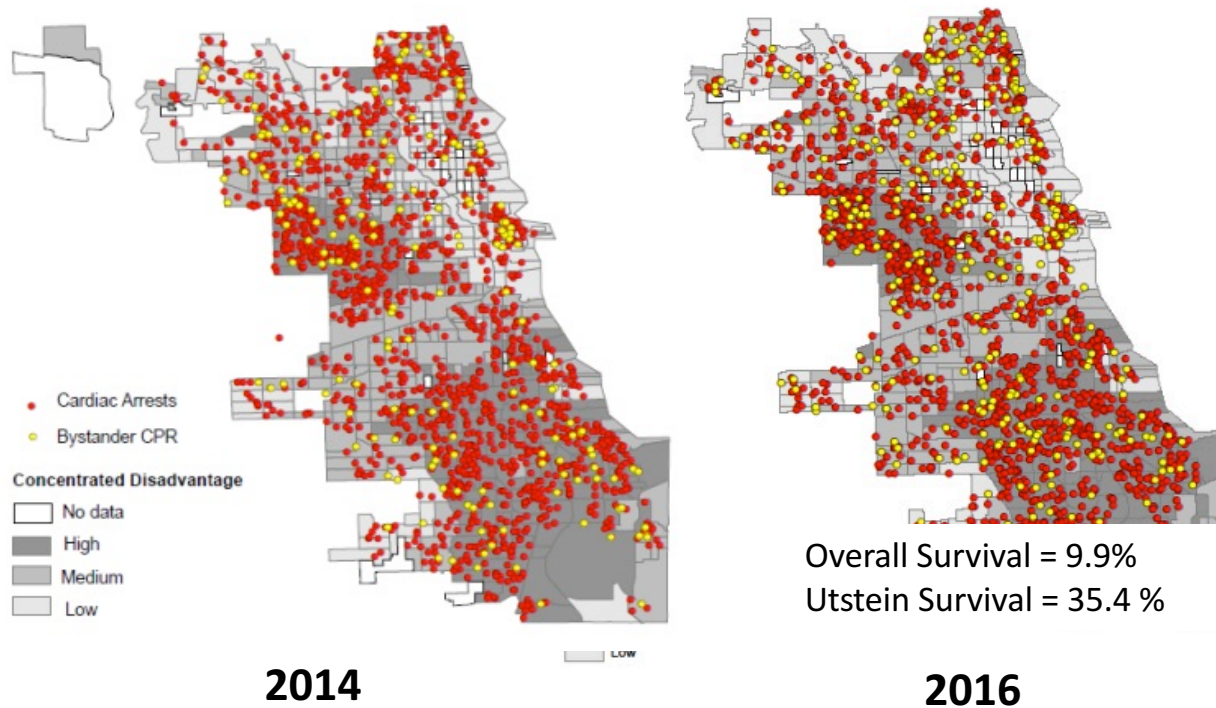 Cardiac Arrests
Bystander CPR
Concentrated Disadvantage
No data
High
Medium
Low
Overall Survival = 9.9%
Utstein Survival = 35.4 %
Low
2014
2016